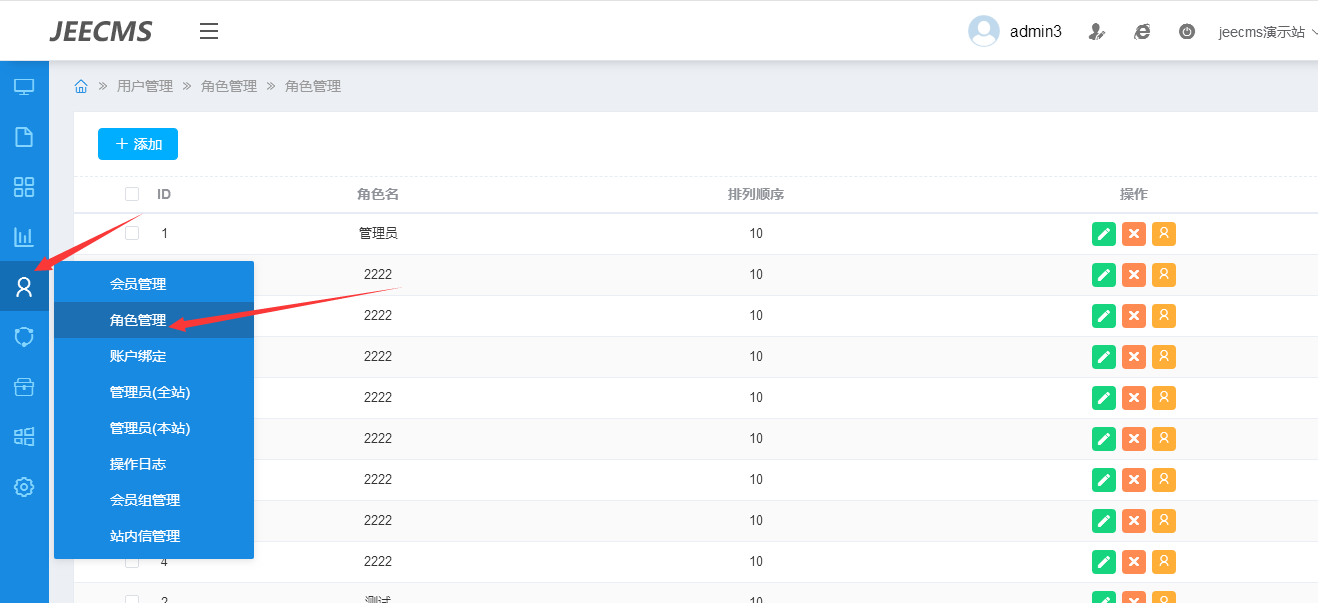 JEECMS
admin3
jeecms演示站
用户管理 角色管理 角色管理
添加
ID 角色名 排列顺序 操作
1 管理员 10
2222 10
2222 10
2222 10
2222 10
2222 10
2222 10
2222 10
4 2222 10
2 测试 10
会员管理
角色管理
账户绑定
管理员(全站)
管理员(本站)
操作日志
会员组管理
站内信管理